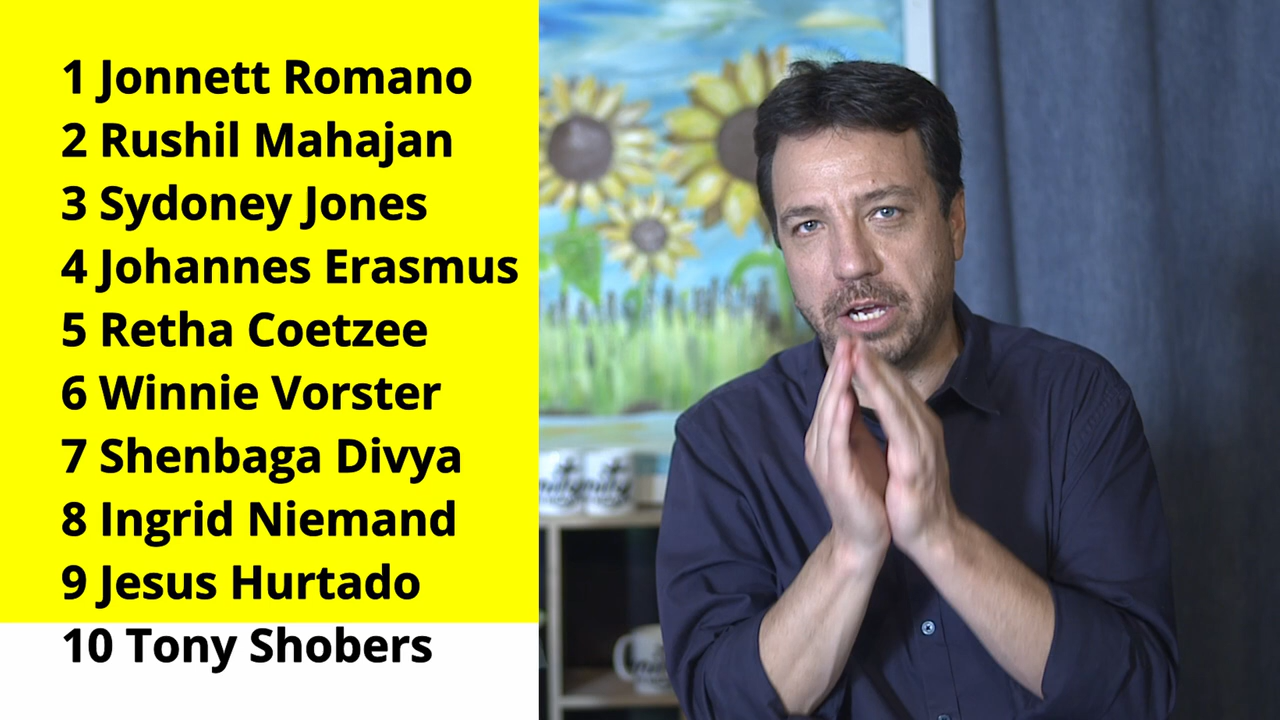 1 Jonnett Romano
2 Rushil Mahajan
3 Sydoney Jones
4 Johannes Erasmus
5 Retha Coetzee
6 Winnie Vorster
7 Shenbaga Divya
8 Ingrid Niemand
9 Jesus Hurtado
10 Tony Shobers